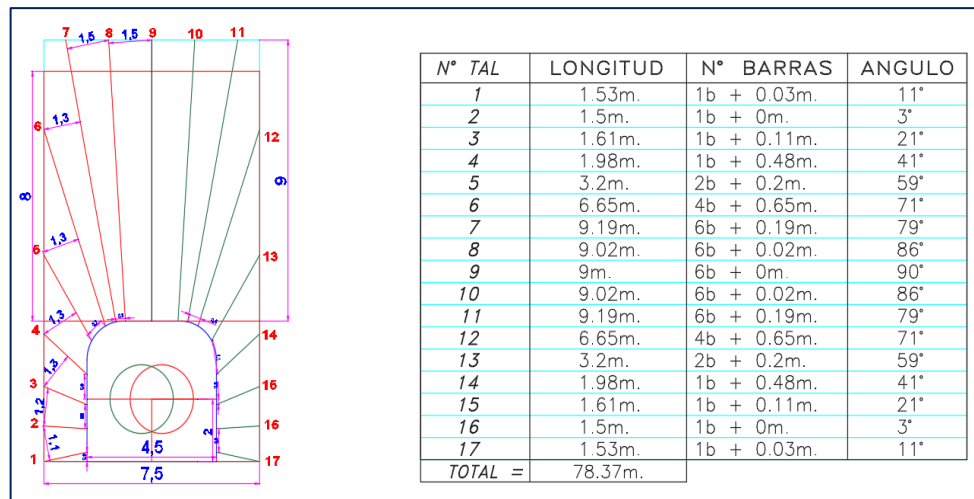 7 8 9 10 11
1,5 1,5
6 1,3 12
8 9
5 1,3 13
4 1,3 14
1,3
3 16
1,2
2 16
1,1 2
1 4,5 17
7,5
N° TAL LONGITUD N° BARRAS ANGULO
1 1.53m. 1b + 0.03m. 11°
2 1.5m. 1b + 0m. 3°
3 1.61m. 1b + 0.11m. 21°
4 1.98m. 1b + 0.48m. 41°
5 3.2m. 2b + 0.2m. 59°
6 6.65m. 4b + 0.65m. 71°
7 9.19m. 6b + 0.19m. 79°
8 9.02m. 6b + 0.02m. 86°
9 9m. 6b + 0m. 90°
10 9.02m. 6b + 0.02m. 86°
11 9.19m. 6b + 0.19m. 79°
12 6.65m. 4b + 0.65m. 71°
13 3.2m. 2b + 0.2m. 59°
14 1.98m. 1b + 0.48m. 41°
15 1.61m. 1b + 0.11m. 21°
16 1.5m. 1b + 0m. 3°
17 1.53m. 1b + 0.03m. 11°
TOTAL = 78.37m.